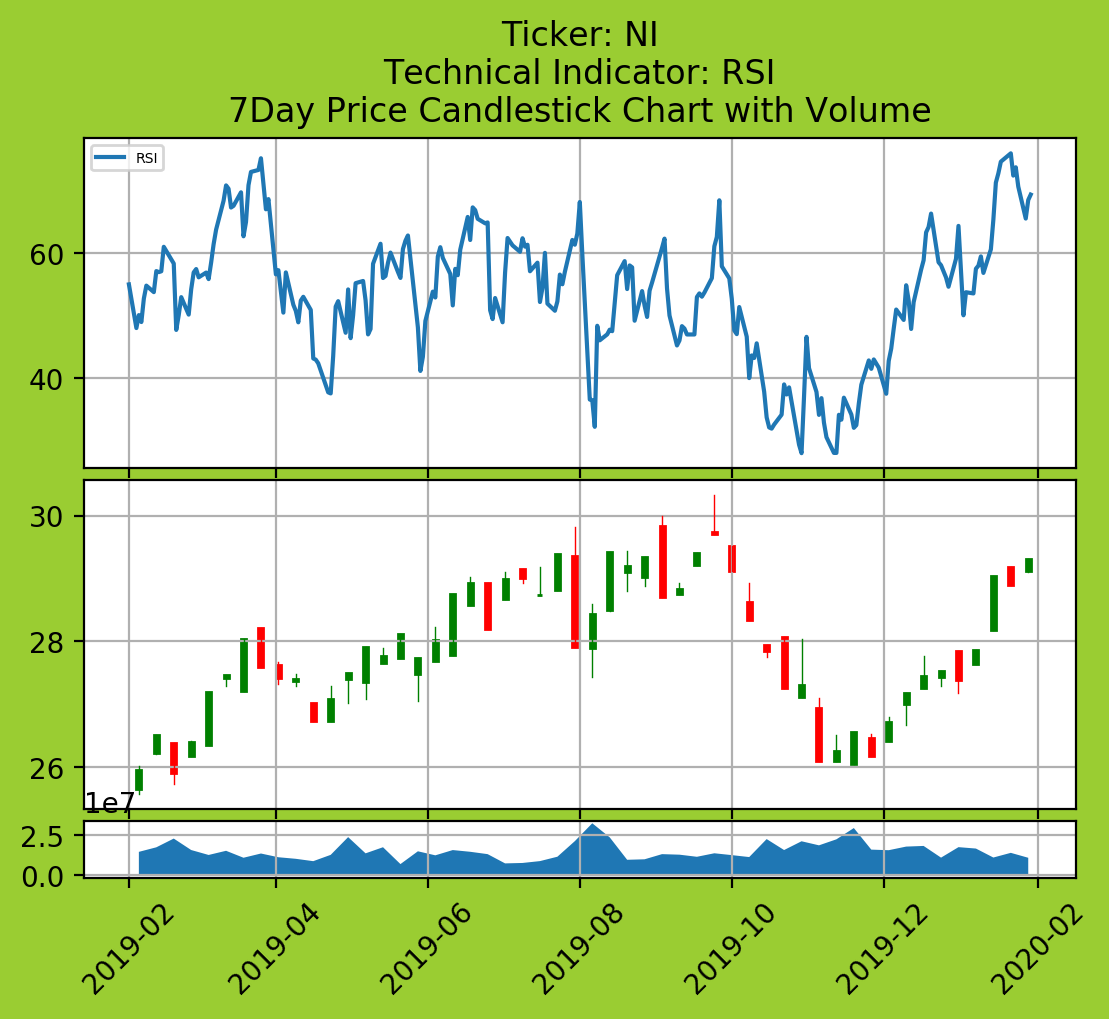 Ticker: NI
Technical Indicator: RSI
7Day Price Candlestick Chart with Volume
RSI
60
40
30
28
26
1e7
2.5
0.0
2019-02
2019-04
2019-06
2019-08
2019-10
2019-12
2020-02